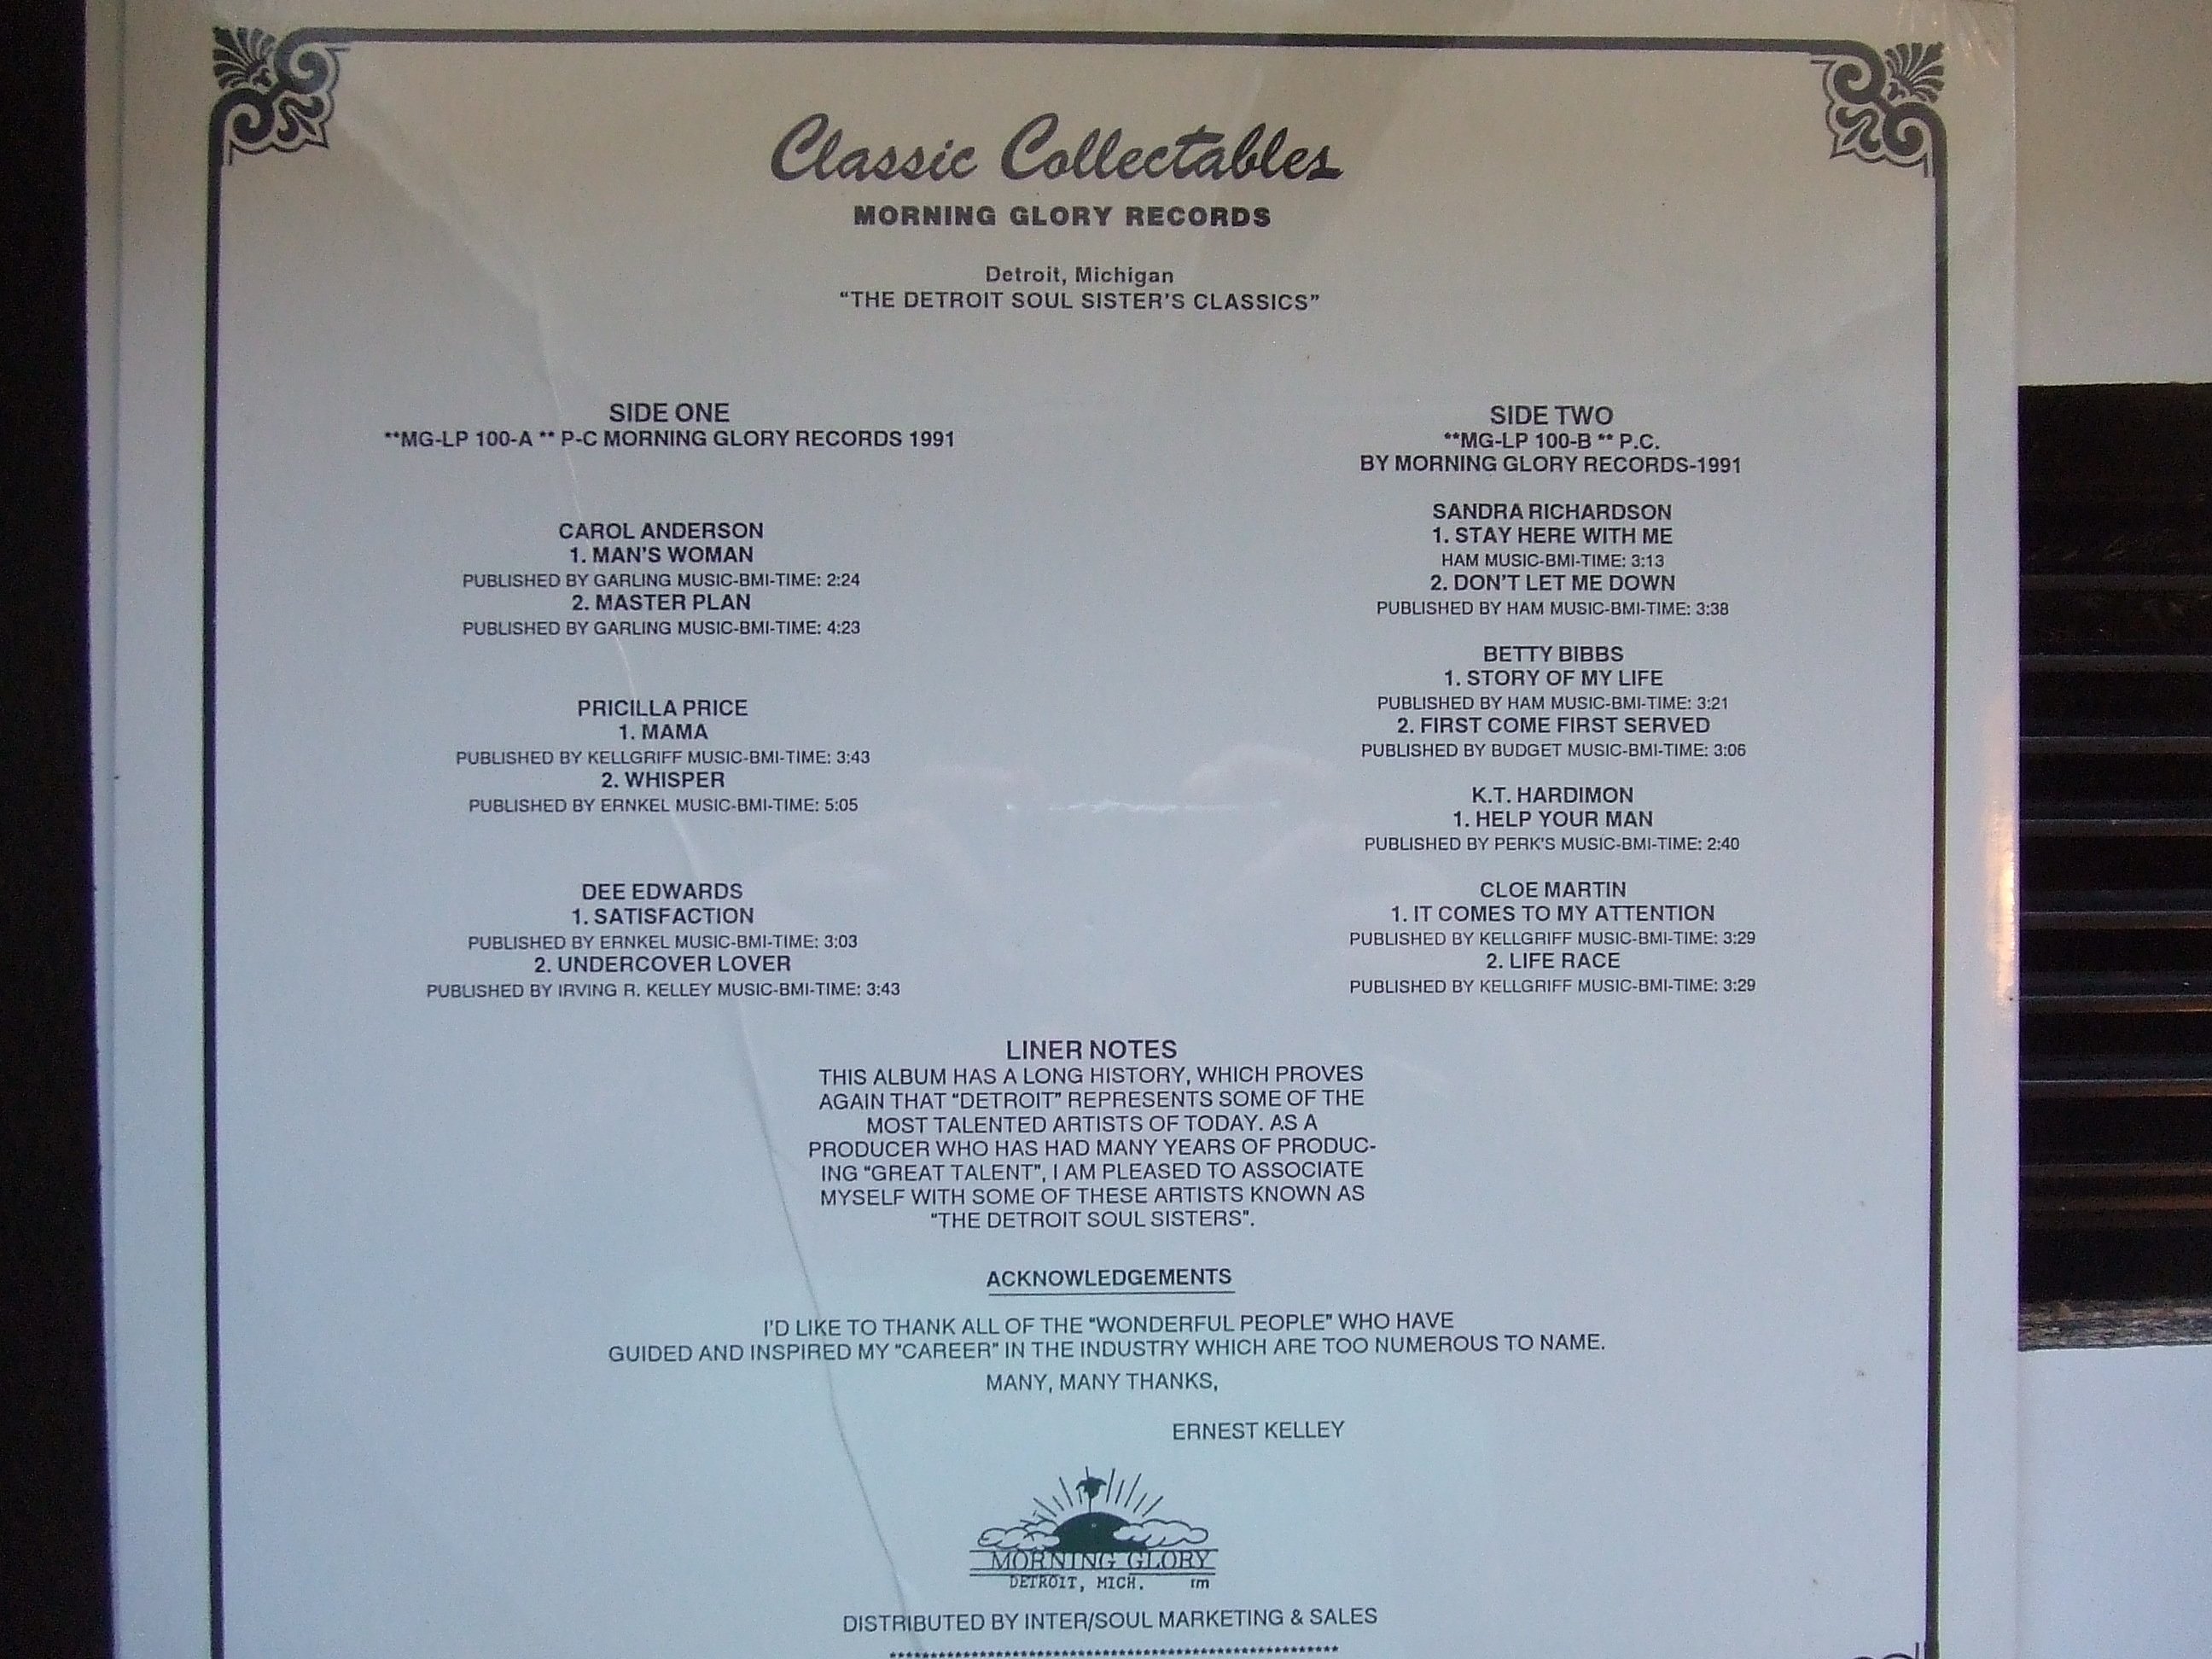 Classic Collectables
MORNING GLORY RECORDS
Detroit, Michigan
“THE DETROIT SOUL SISTER'S CLASSICS”
SIDE ONE
**MG-LP 100-A ** P-C MORNING GLORY RECORDS 1991
CAROL ANDERSON
1. MAN'S WOMAN
PUBLISHED BY GARLING MUSIC-BMI-TIME: 2:24
2. MASTER PLAN
PUBLISHED BY GARLING MUSIC-BMI-TIME: 4:23
PRICILLA PRICE
1. MAMA
PUBLISHED BY KELLGRIFF MUSIC-BMI-TIME: 3:43
2. WHISPER
PUBLISHED BY ERNKEL MUSIC-BMI-TIME: 5:05
DEE EDWARDS
1. SATISFACTION
PUBLISHED BY ERNKEL MUSIC-BMI-TIME: 3:03
2. UNDERCOVER LOVER
PUBLISHED BY IRVING R. KELLEY MUSIC-BMI-TIME: 3:43
SIDE TWO
**MG-LP 100-B ** P.C.
BY MORNING GLORY RECORDS-1991
SANDRA RICHARDSON
1. STAY HERE WITH ME
HAM MUSIC-BMI-TIME: 3:13
2. DON'T LET ME DOWN
PUBLISHED BY HAM MUSIC-BMI-TIME: 3:38
BETTY BIBBS
1. STORY OF MY LIFE
PUBLISHED BY HAM MUSIC-BMI-TIME: 3:21
2. FIRST COME FIRST SERVED
PUBLISHED BY BUDGET MUSIC-BMI-TIME: 3:06
K.T. HARDIMON
1. HELP YOUR MAN
PUBLISHED BY PERK'S MUSIC-BMI-TIME: 2:40
CLOE MARTIN
1. IT COMES TO MY ATTENTION
PUBLISHED BY KELLGRIFF MUSIC-BMI-TIME: 3:29
2. LIFE RACE
PUBLISHED BY KELLGRIFF MUSIC-BMI-TIME: 3:29
LINER NOTES
THIS ALBUM HAS A LONG HISTORY, WHICH PROVES
AGAIN THAT “DETROIT” REPRESENTS SOME OF THE
MOST TALENTED ARTISTS OF TODAY. AS A
PRODUCER WHO HAS HAD MANY YEARS OF PRODUC-
ING “GREAT TALENT”, I AM PLEASED TO ASSOCIATE
MYSELF WITH SOME OF THESE ARTISTS KNOWN AS
“THE DETROIT SOUL SISTERS”.
ACKNOWLEDGEMENTS
I'D LIKE TO THANK ALL OF THE “WONDERFUL PEOPLE” WHO HAVE
GUIDED AND INSPIRED MY “CAREER” IN THE INDUSTRY WHICH ARE TOO NUMEROUS TO NAME.
MANY, MANY THANKS,
ERNEST KELLEY
MORNING GLORY
DETROIT, MICH. tm
DISTRIBUTED BY INTER/SOUL MARKETING & SALES